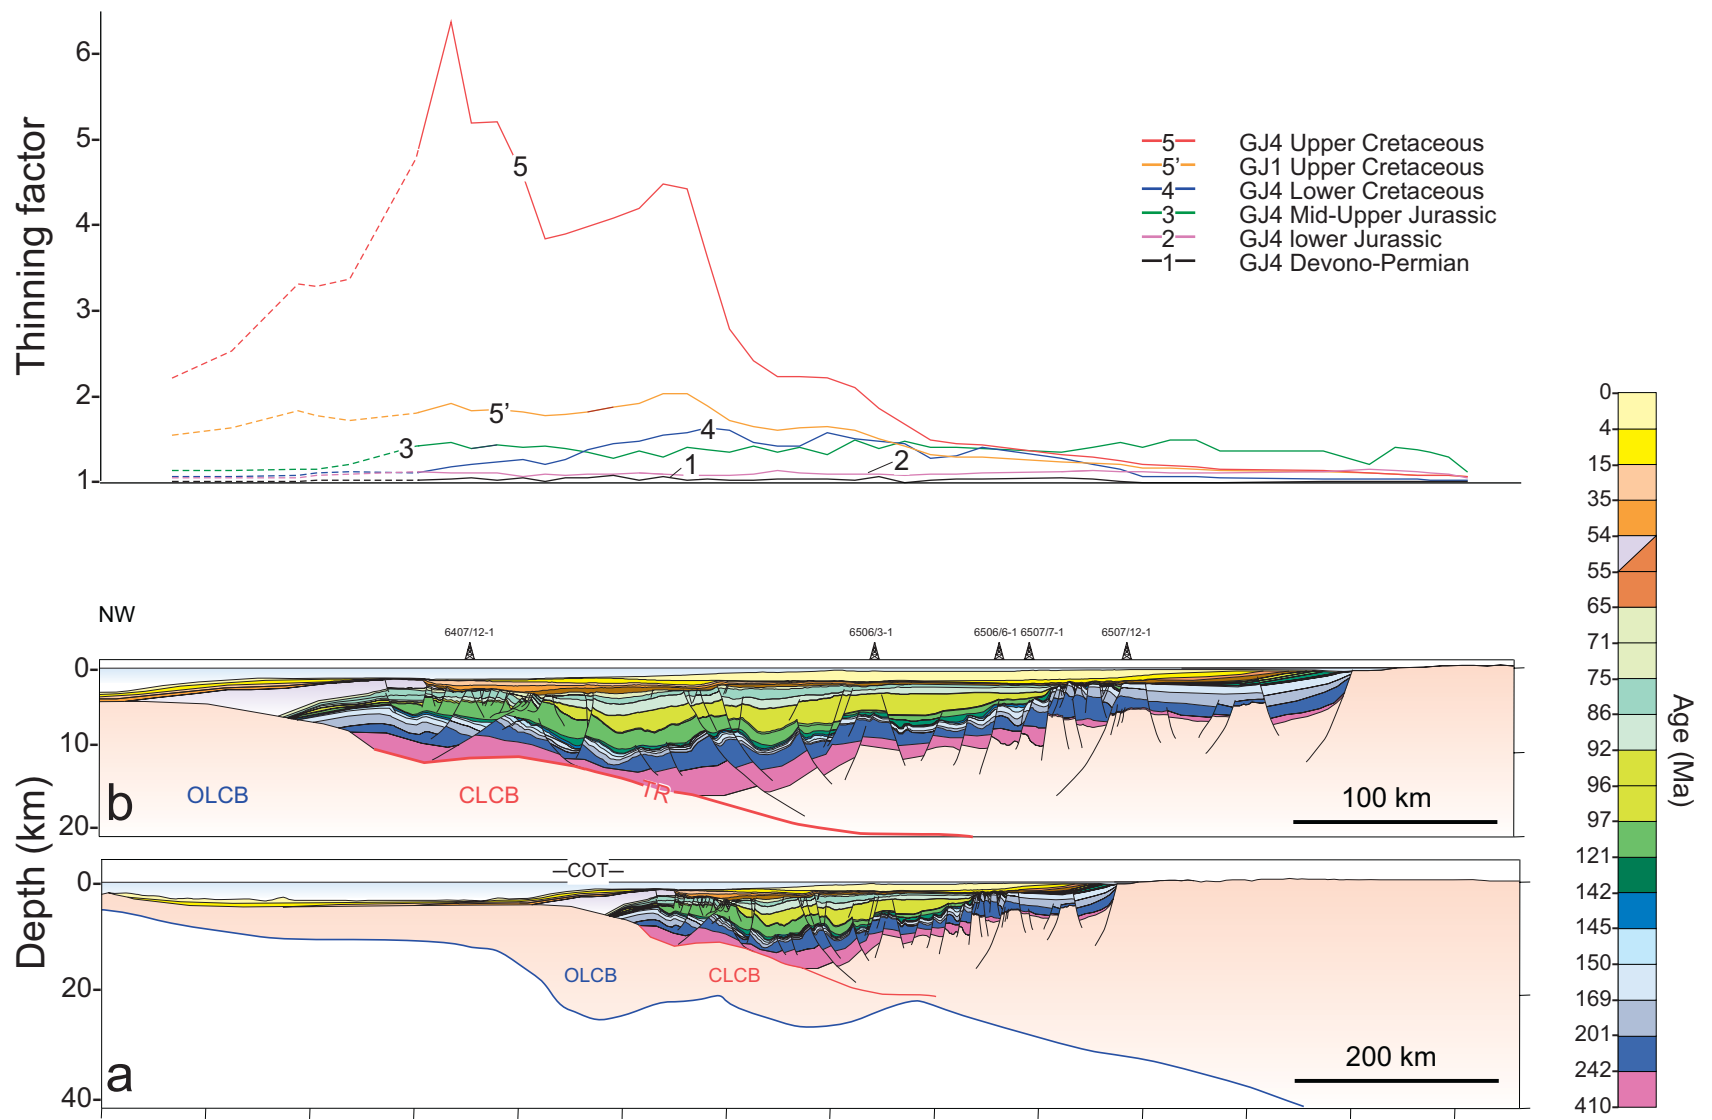 Thinning factor
6
5
4
3
2
1
5
5’
3
4
1
2
5 GJ4 Upper Cretaceous
5’ GJ1 Upper Cretaceous
4 GJ4 Lower Cretaceous
3 GJ4 Mid-Upper Jurassic
2 GJ4 lower Jurassic
1 GJ4 Devono-Permian
NW
6407/12-1
6506/3-1
6506/6-1 6507/7-1
6507/12-1
0
10
20
OLCB
CLCB
TR
b
100 km
Depth (km)
COT
0
20
40
OLCB
CLCB
a
200 km
0
4
15
35
54
55
65
71
75
86
92
96
97
121
142
145
150
169
201
242
410
Age (Ma)